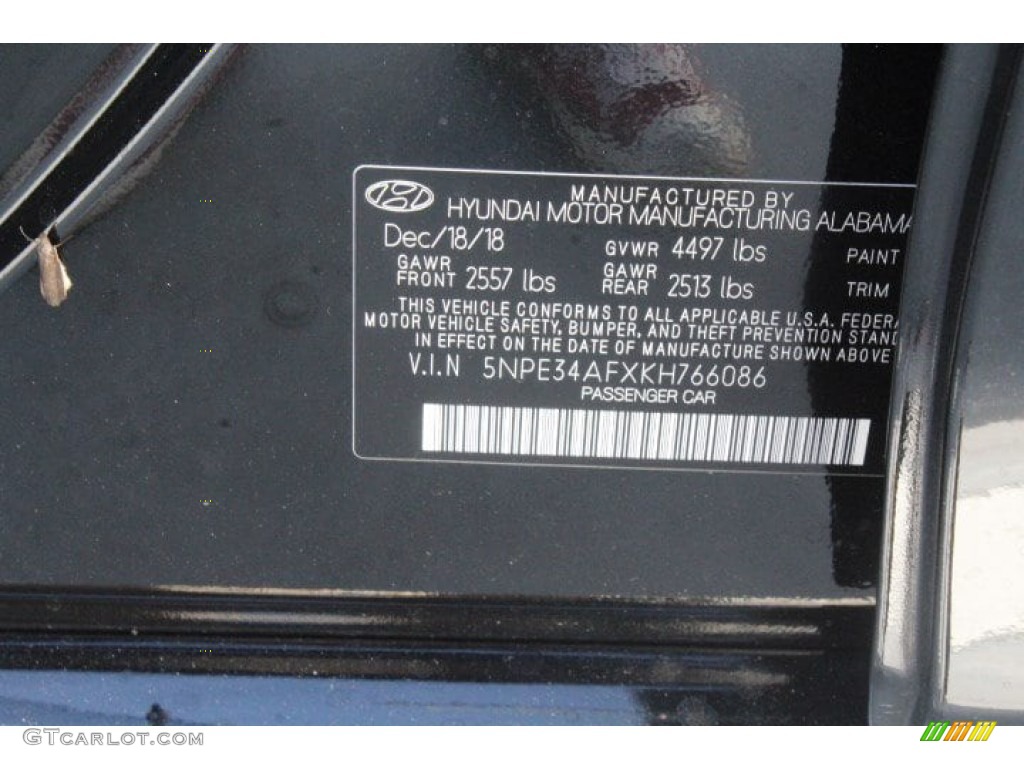 MANUFACTURED BY
HYUNDAI MOTOR MANUFACTURING ALABAMA
Dec/18/18 GVWR 4497 lbs PAINT
GAWR FRONT 2557 lbs GAWR REAR 2513 lbs TRIM
THIS VEHICLE CONFORMS TO ALL APPLICABLE U.S.A. FEDERA
MOTOR VEHICLE SAFETY, BUMPER, AND THEFT PREVENTION STAND
IN EFFECT ON THE DATE OF MANUFACTURE SHOWN ABOVE
V.I.N 5NPE34AFXKH766086
PASSENGER CAR
GTCARLOT.COM